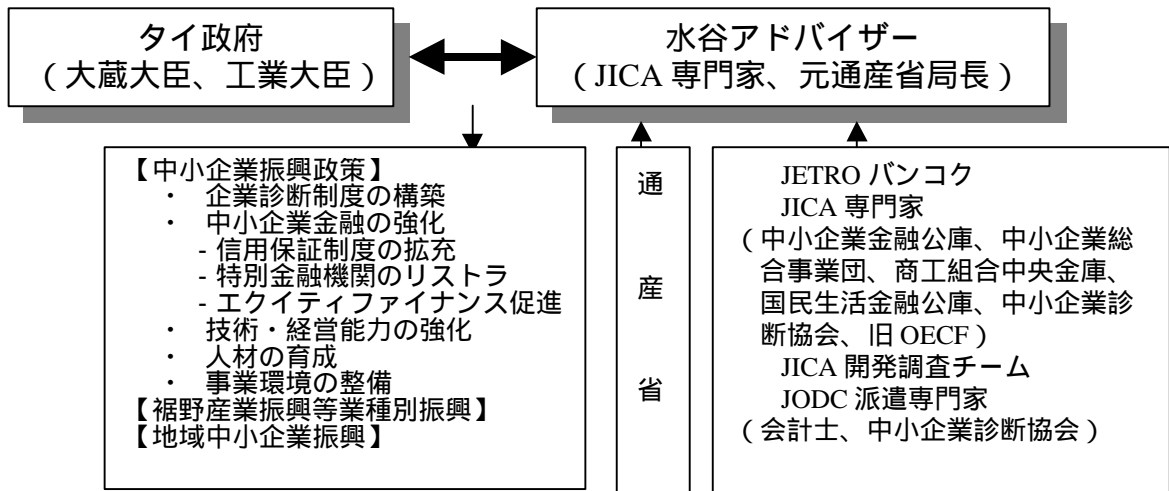 タイ政府
（大蔵大臣、工業大臣）
水谷アドバイザー
（JICA 専門家、元通産省局長）
【中小企業振興政策】
・ 企業診断制度の構築
・ 中小企業金融の強化
- 信用保証制度の拡充
- 特別金融機関のリストラ
- エクイティファイナンス促進
・ 技術・経営能力の強化
・ 人材の育成
・ 事業環境の整備
【裾野産業振興等業種別振興】
【地域中小企業振興】
通
産
省
JETRO バンコク
JICA 専門家
（中小企業金融公庫、中小企業総
合事業団、商工組合中央金庫、
国民生活金融公庫、中小企業診
断協会、旧 OECF）
JICA 開発調査チーム
JODC 派遣専門家
（会計士、中小企業診断協会）